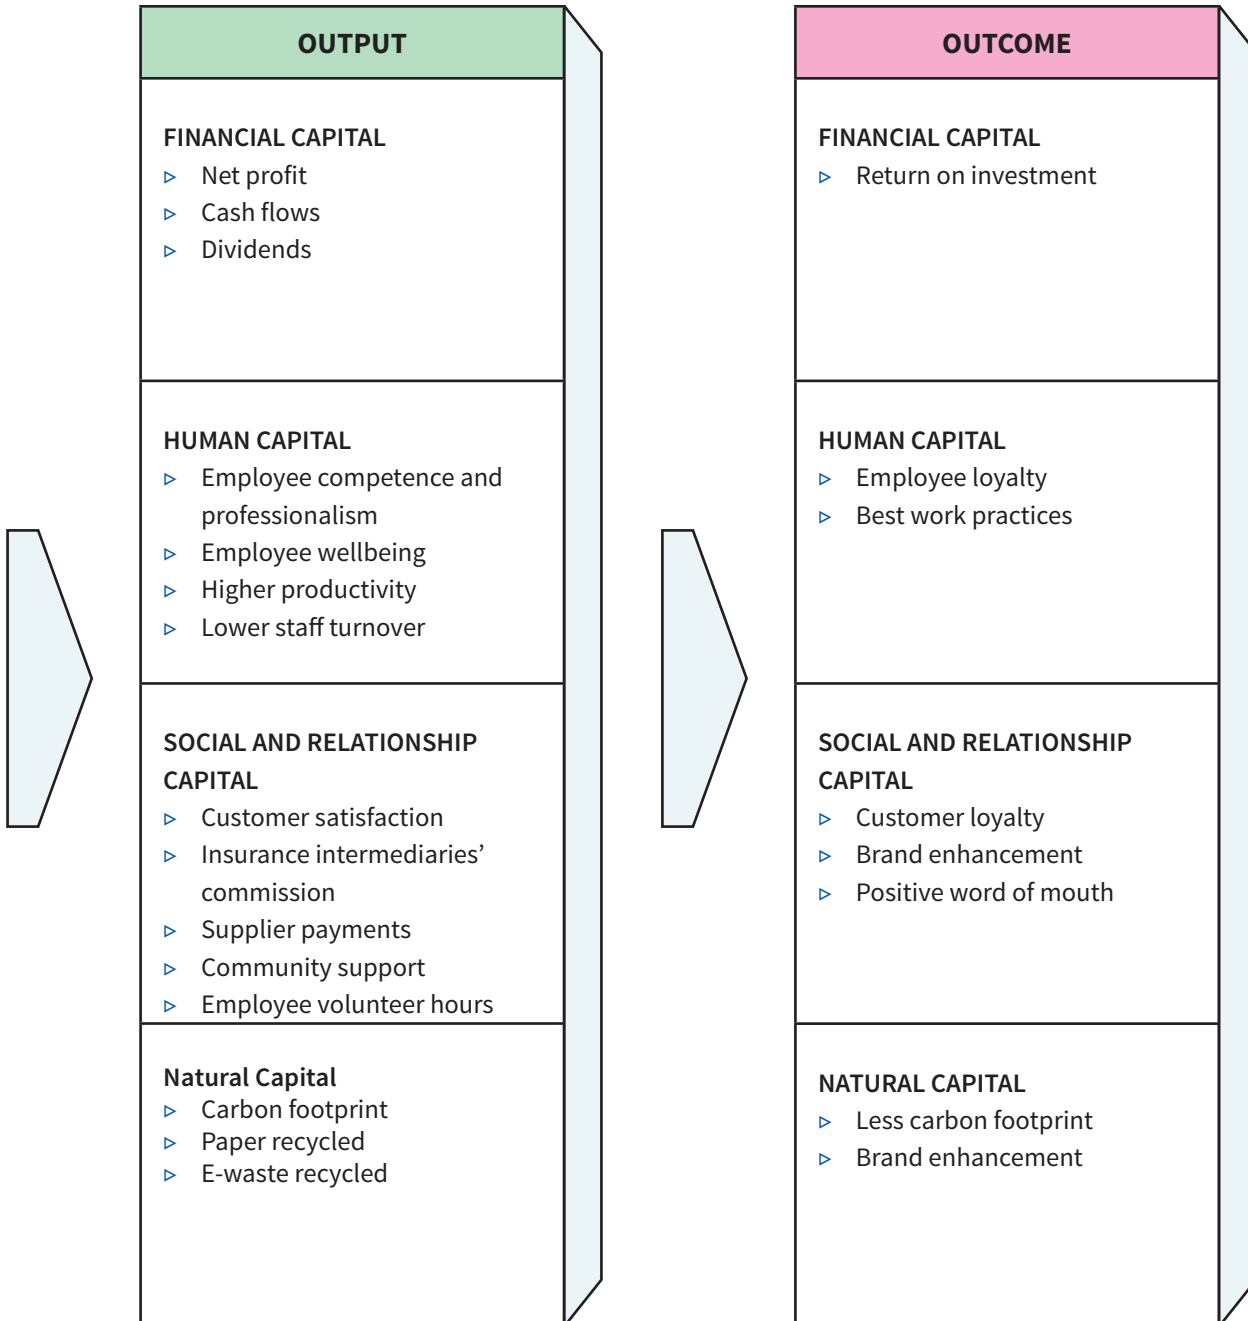 OUTPUT
FINANCIAL CAPITAL
▹ Net profit
▹ Cash flows
▹ Dividends
HUMAN CAPITAL
▹ Employee competence and
professionalism
▹ Employee wellbeing
▹ Higher productivity
▹ Lower staff turnover
SOCIAL AND RELATIONSHIP
CAPITAL
▹ Customer satisfaction
▹ Insurance intermediaries’
commission
▹ Supplier payments
▹ Community support
▹ Employee volunteer hours
Natural Capital
▹ Carbon footprint
▹ Paper recycled
▹ E-waste recycled
OUTCOME
FINANCIAL CAPITAL
▹ Return on investment
HUMAN CAPITAL
▹ Employee loyalty
▹ Best work practices
SOCIAL AND RELATIONSHIP
CAPITAL
▹ Customer loyalty
▹ Brand enhancement
▹ Positive word of mouth
NATURAL CAPITAL
▹ Less carbon footprint
▹ Brand enhancement